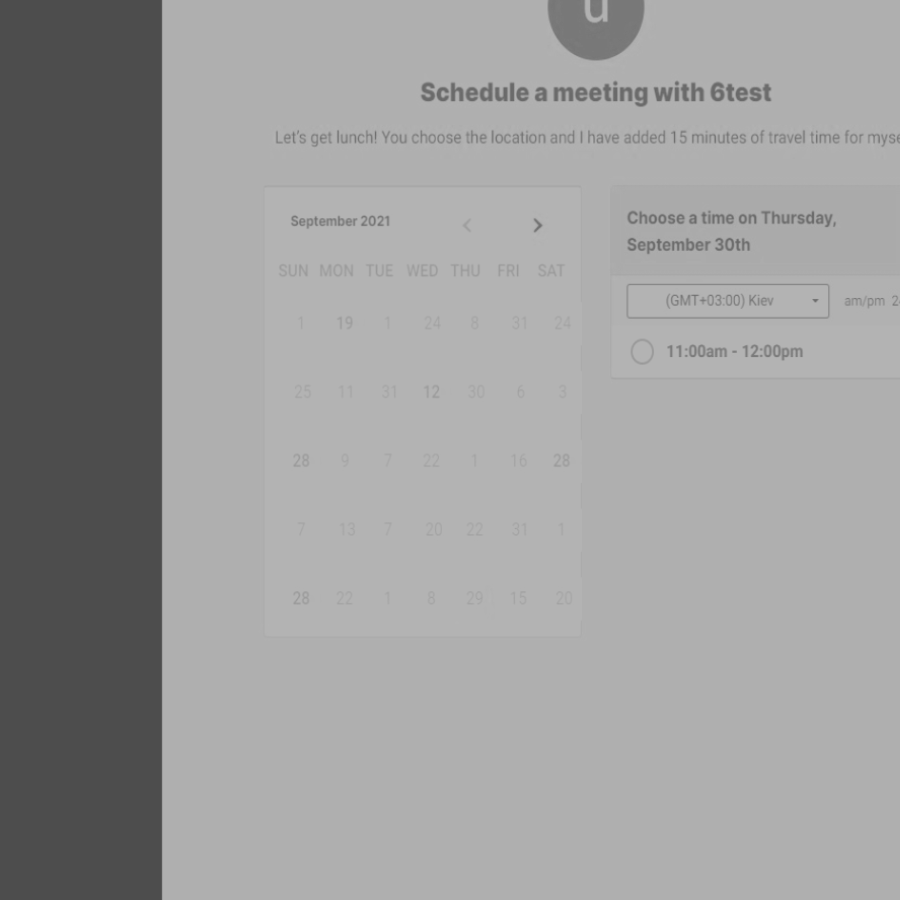 u
Schedule a meeting with 6test
Let's get lunch! You choose the location and I have added 15 minutes of travel time for
September 2021
SUN MON TUE WED THU FRI SAT
1 19 1 24 8 31 24
25 11 31 12 30 6 3
28 9 7 22 1 16 28
7 13 7 20 22 31 1
28 22 1 8 29 15 20
Choose a time on Thursday,
September 30th
(GMT+03:00) Kiev am/pm
11:00am - 12:00pm